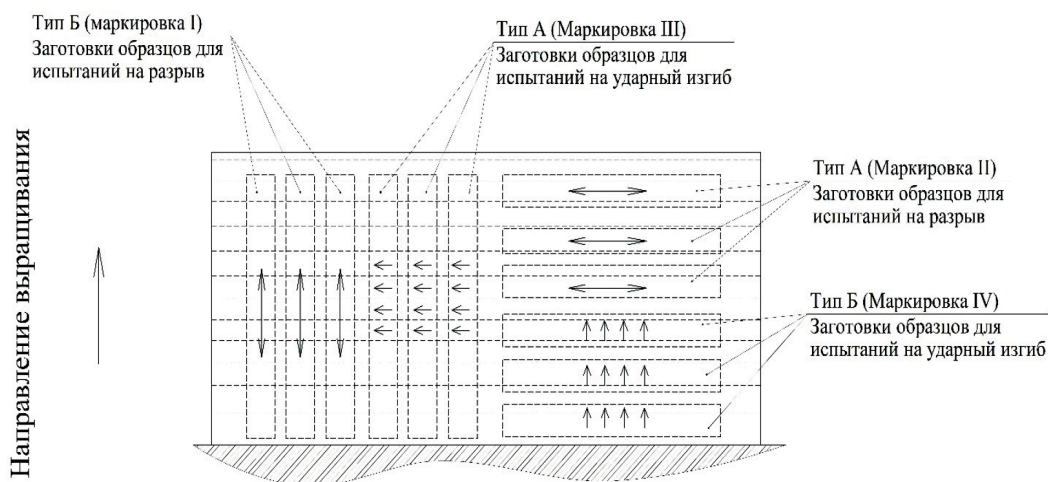 Тип Б (маркировка I)
Заготовки образцов для
испытаний на разрыв
Тип А (Маркировка III)
Заготовки образцов для
испытаний на ударный изгиб
Направление выращивания
Тип А (Маркировка II)
Заготовки образцов для
испытаний на разрыв
Тип Б (Маркировка IV)
Заготовки образцов для
испытаний на ударный изгиб